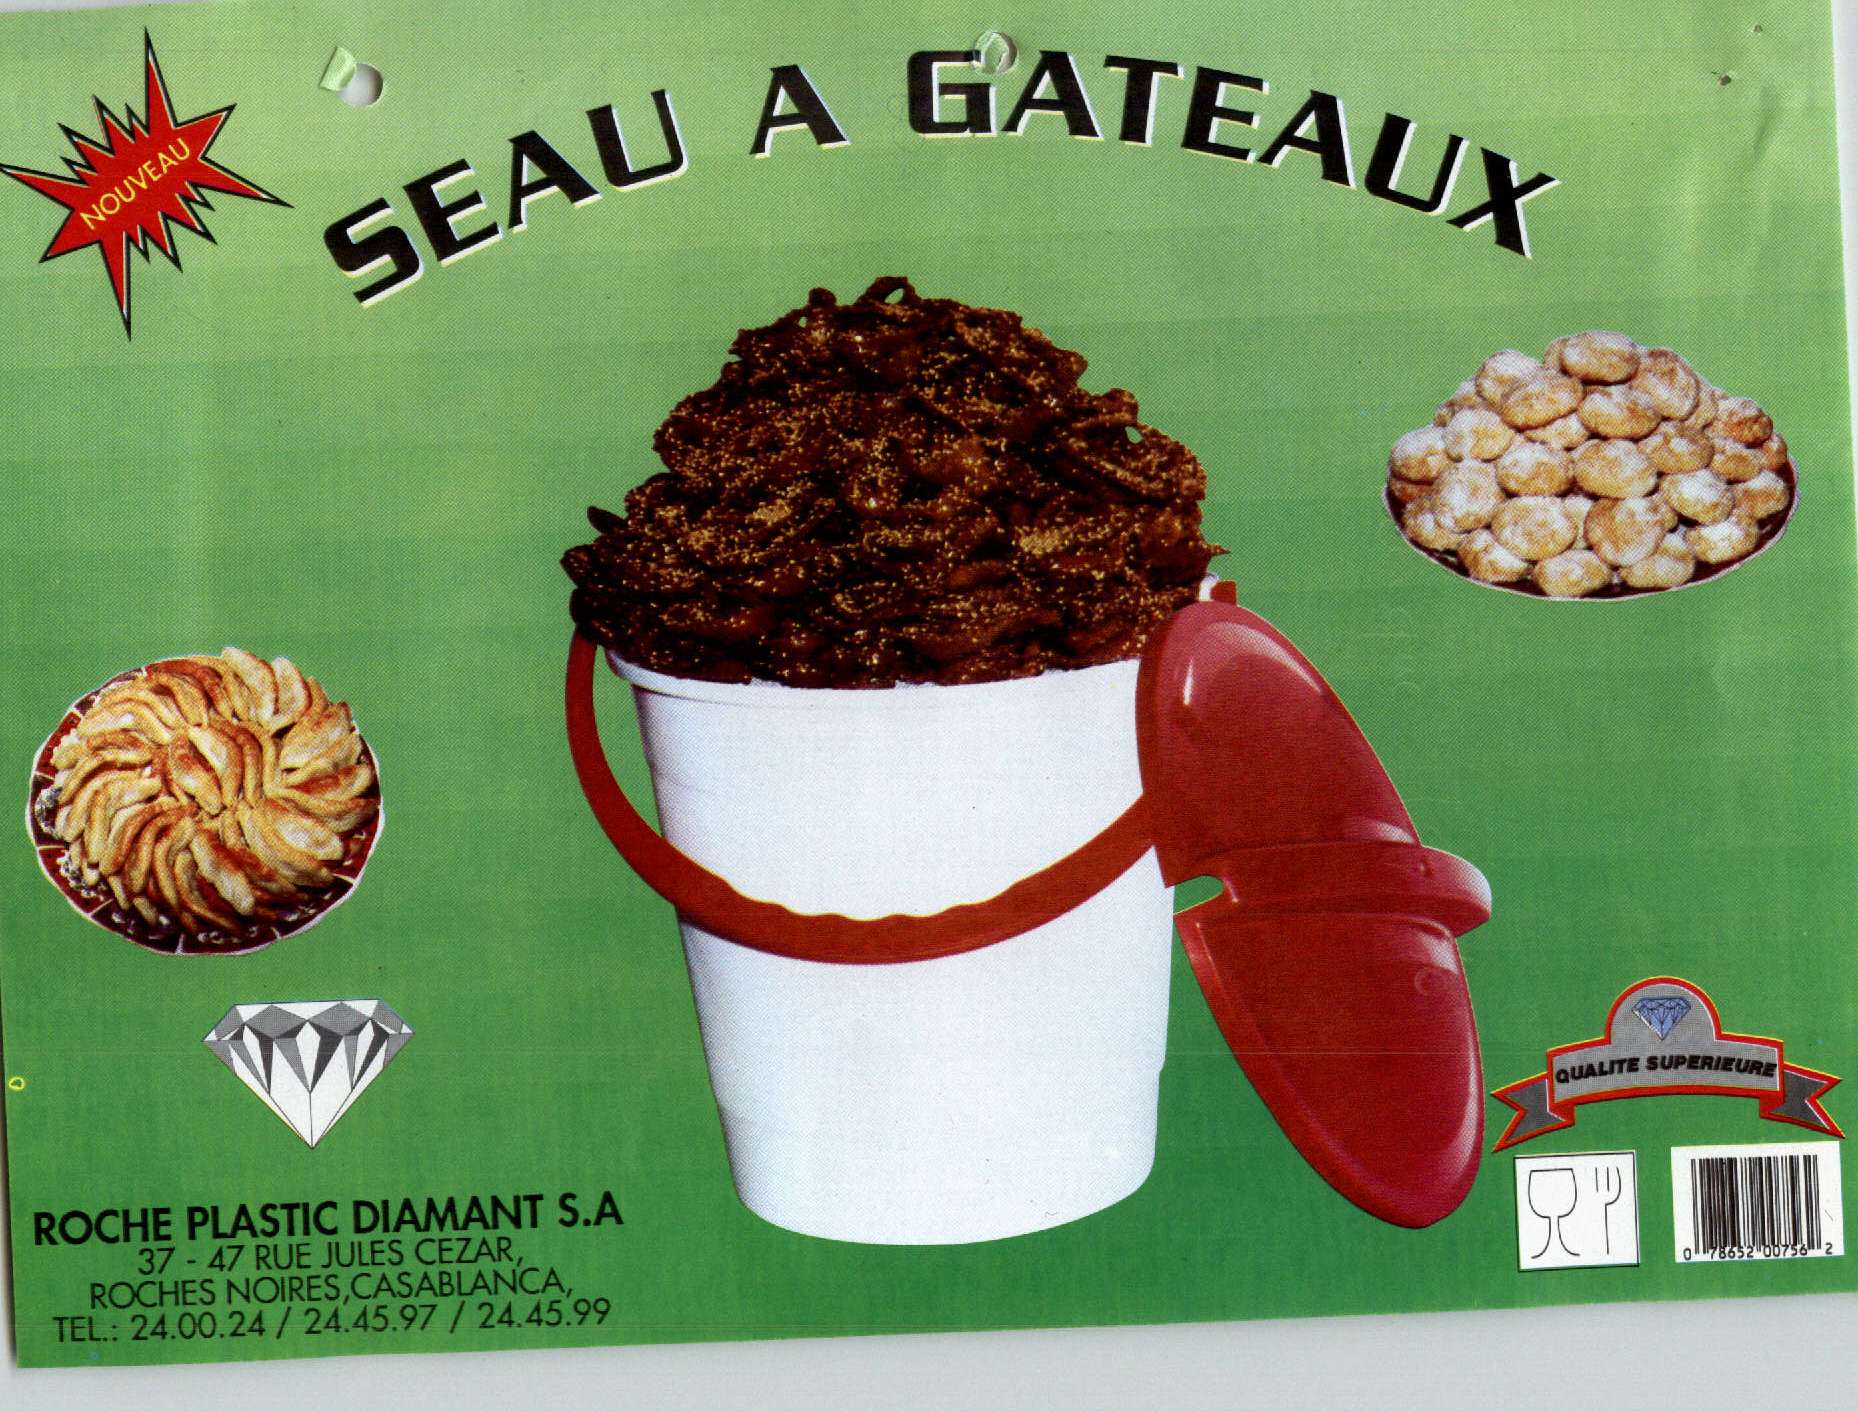 NOUVEAU
SEAU A GATEAUX
QUALITE SUPERIEURE
ROCHE PLASTIC DIAMANT S.A
37 - 47 RUE JULES CEZAR,
ROCHES NOIRES,CASABLANCA,
TEL.: 24.00.24 / 24.45.97 / 24.45.99
0 78652 00756 2